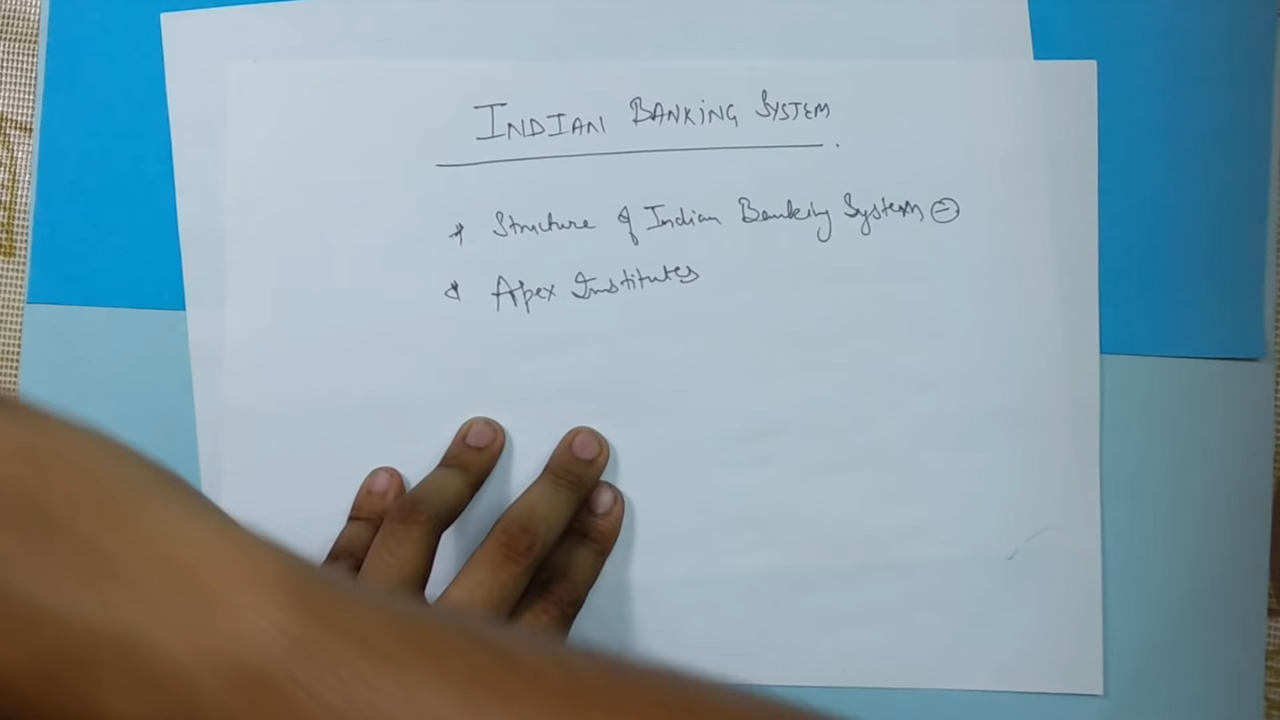 INDIAN BANKING SYSTEM
Structure of Indian Banking System
Apex Institutes